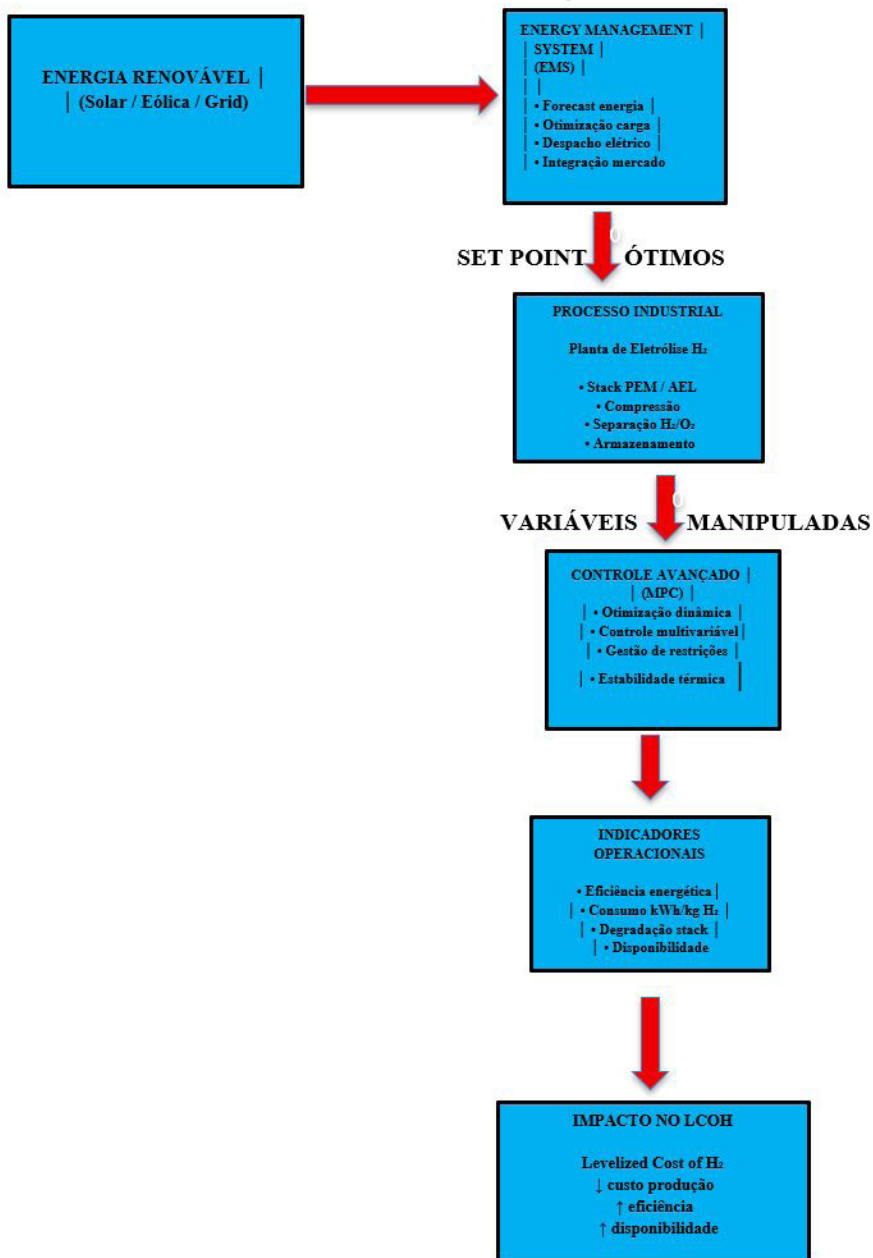 ENERGIA RENOVÁVEL |
| (Solar / Eólica / Grid)
ENERGY MANAGEMENT |
| SYSTEM |
| (EMS) |
| |
| • Forecast energia |
| • Otimização carga |
| • Despacho elétrico |
| • Integração mercado
0
SET POINT ÓTIMOS
PROCESSO INDUSTRIAL
Planta de Eletrólise H₂
• Stack PEM / AEL
• Compressão
• Separação H₂/O₂
• Armazenamento
0
VARIÁVEIS MANIPULADAS
CONTROLE AVANÇADO |
| (MPC) |
| • Otimização dinâmica |
| • Controle multivariável|
| • Gestão de restrições |
| • Estabilidade térmica |
INDICADORES
OPERACIONAIS
• Eficiência energética|
| • Consumo kWh/kg H₂ |
| • Degradação stack |
| • Disponibilidade
IMPACTO NO LCOH
Levelized Cost of H₂
↓ custo produção
↑ eficiência
↑ disponibilidade